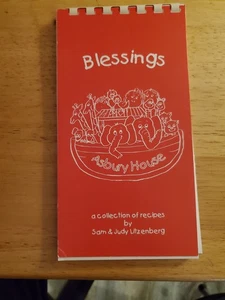 Blessings
Asbury House
a collection of recipes
by
Sam & Judy Litzenberg